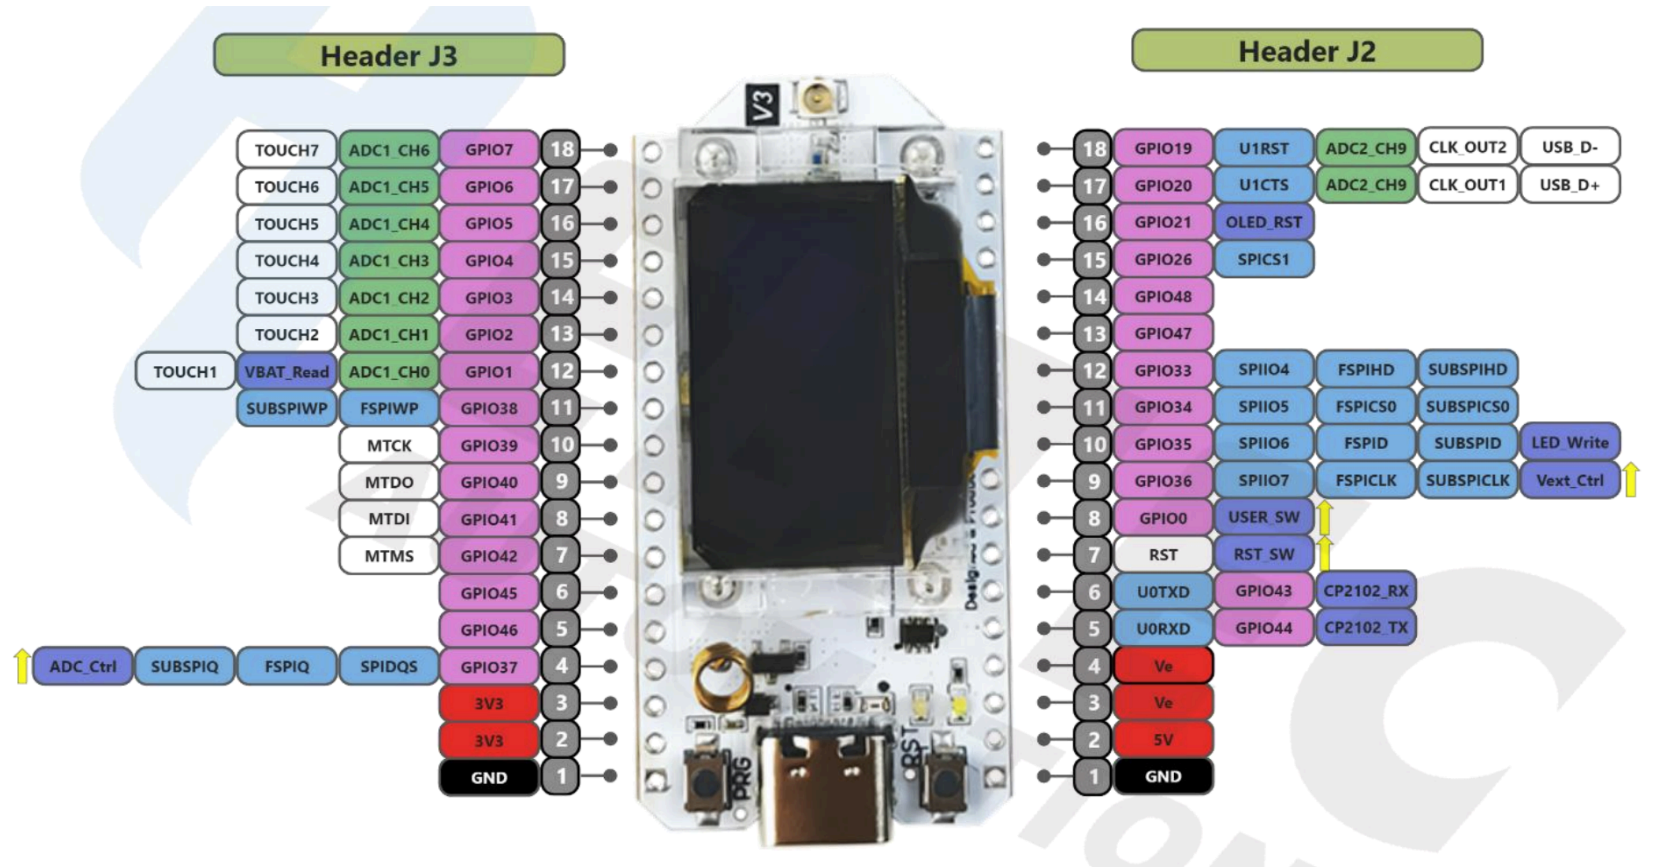 Header J3
Header J2
V3
TOUCH7 ADC1_CH6 GPIO7 18
TOUCH6 ADC1_CH5 GPIO6 17
TOUCH5 ADC1_CH4 GPIO5 16
TOUCH4 ADC1_CH3 GPIO4 15
TOUCH3 ADC1_CH2 GPIO3 14
TOUCH2 ADC1_CH1 GPIO2 13
TOUCH1 VBAT_Read ADC1_CH0 GPIO1 12
SUBSPIWP FSPIWP GPIO38 11
MTCK GPIO39 10
MTDO GPIO40 9
MTDI GPIO41 8
MTMS GPIO42 7
GPIO45 6
GPIO46 5
ADC_Ctrl SUBSPIQ FSPIQ SPIDQS GPIO37 4
3V3 3
3V3 2
GND 1
PRG
RST
18 GPIO19 U1RST ADC2_CH9 CLK_OUT2 USB_D-
17 GPIO20 U1CTS ADC2_CH9 CLK_OUT1 USB_D+
16 GPIO21 OLED_RST
15 GPIO26 SPICS1
14 GPIO48
13 GPIO47
12 GPIO33 SPIIO4 FSPIHD SUBSPIHD
11 GPIO34 SPIIO5 FSPICS0 SUBSPICS0
10 GPIO35 SPIIO6 FSPID SUBSPID LED_Write
9 GPIO36 SPIIO7 FSPICLK SUBSPICLK Vext_Ctrl
8 GPIO0 USER_SW
7 RST RST_SW
6 U0TXD GPIO43 CP2102_RX
5 U0RXD GPIO44 CP2102_TX
4 Ve
3 Ve
2 5V
1 GND